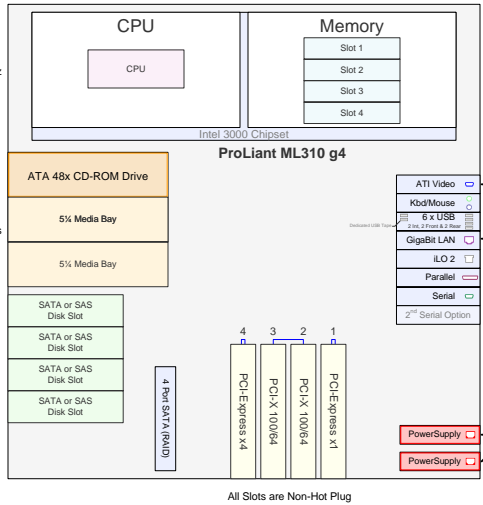 CPU
Memory
CPU
Slot 1
Slot 2
Slot 3
Slot 4
Intel 3000 Chipset
ProLiant ML310 g4
ATA 48x CD-ROM Drive
5¼ Media Bay
5¼ Media Bay
ATI Video
Kbd/Mouse
6 x USB
Dedicated USB Type
2 Int, 2 Front & 2 Rear
GigaBit LAN
iLO 2
Parallel
Serial
2nd Serial Option
SATA or SAS
Disk Slot
SATA or SAS
Disk Slot
SATA or SAS
Disk Slot
SATA or SAS
Disk Slot
4 Port SATA (RAID)
4 3 2 1
PCI-Express x4
PCI-X 100/64
PCI-X 100/64
PCI-Express x1
PowerSupply
PowerSupply
All Slots are Non-Hot Plug